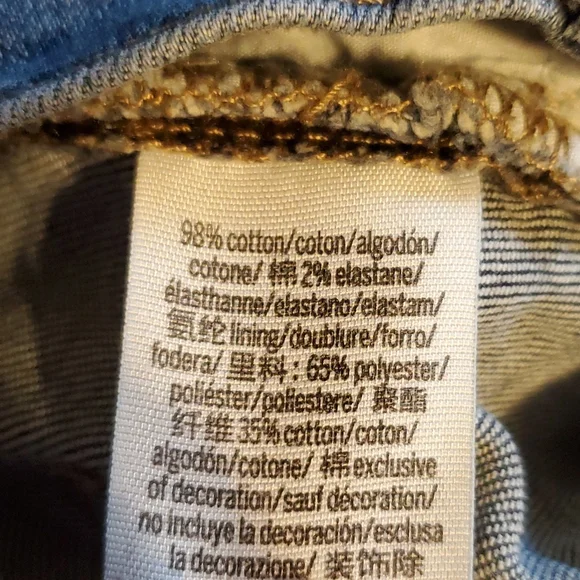 98% cotton/coton/algodón/
cotone/ 棉 2% elastane/
élasthanne/elastano/elastam/
氨纶 lining/doublure/forro/
fodera/ 里料 : 65% polyester/
poliéster/poliestere/ 聚酯
纤维 35% cotton/coton/
algodón/cotone/ 棉 exclusive
of decoration/sauf décoration/
no incluye la decoración/esclusa
la decorazione/ 装饰除